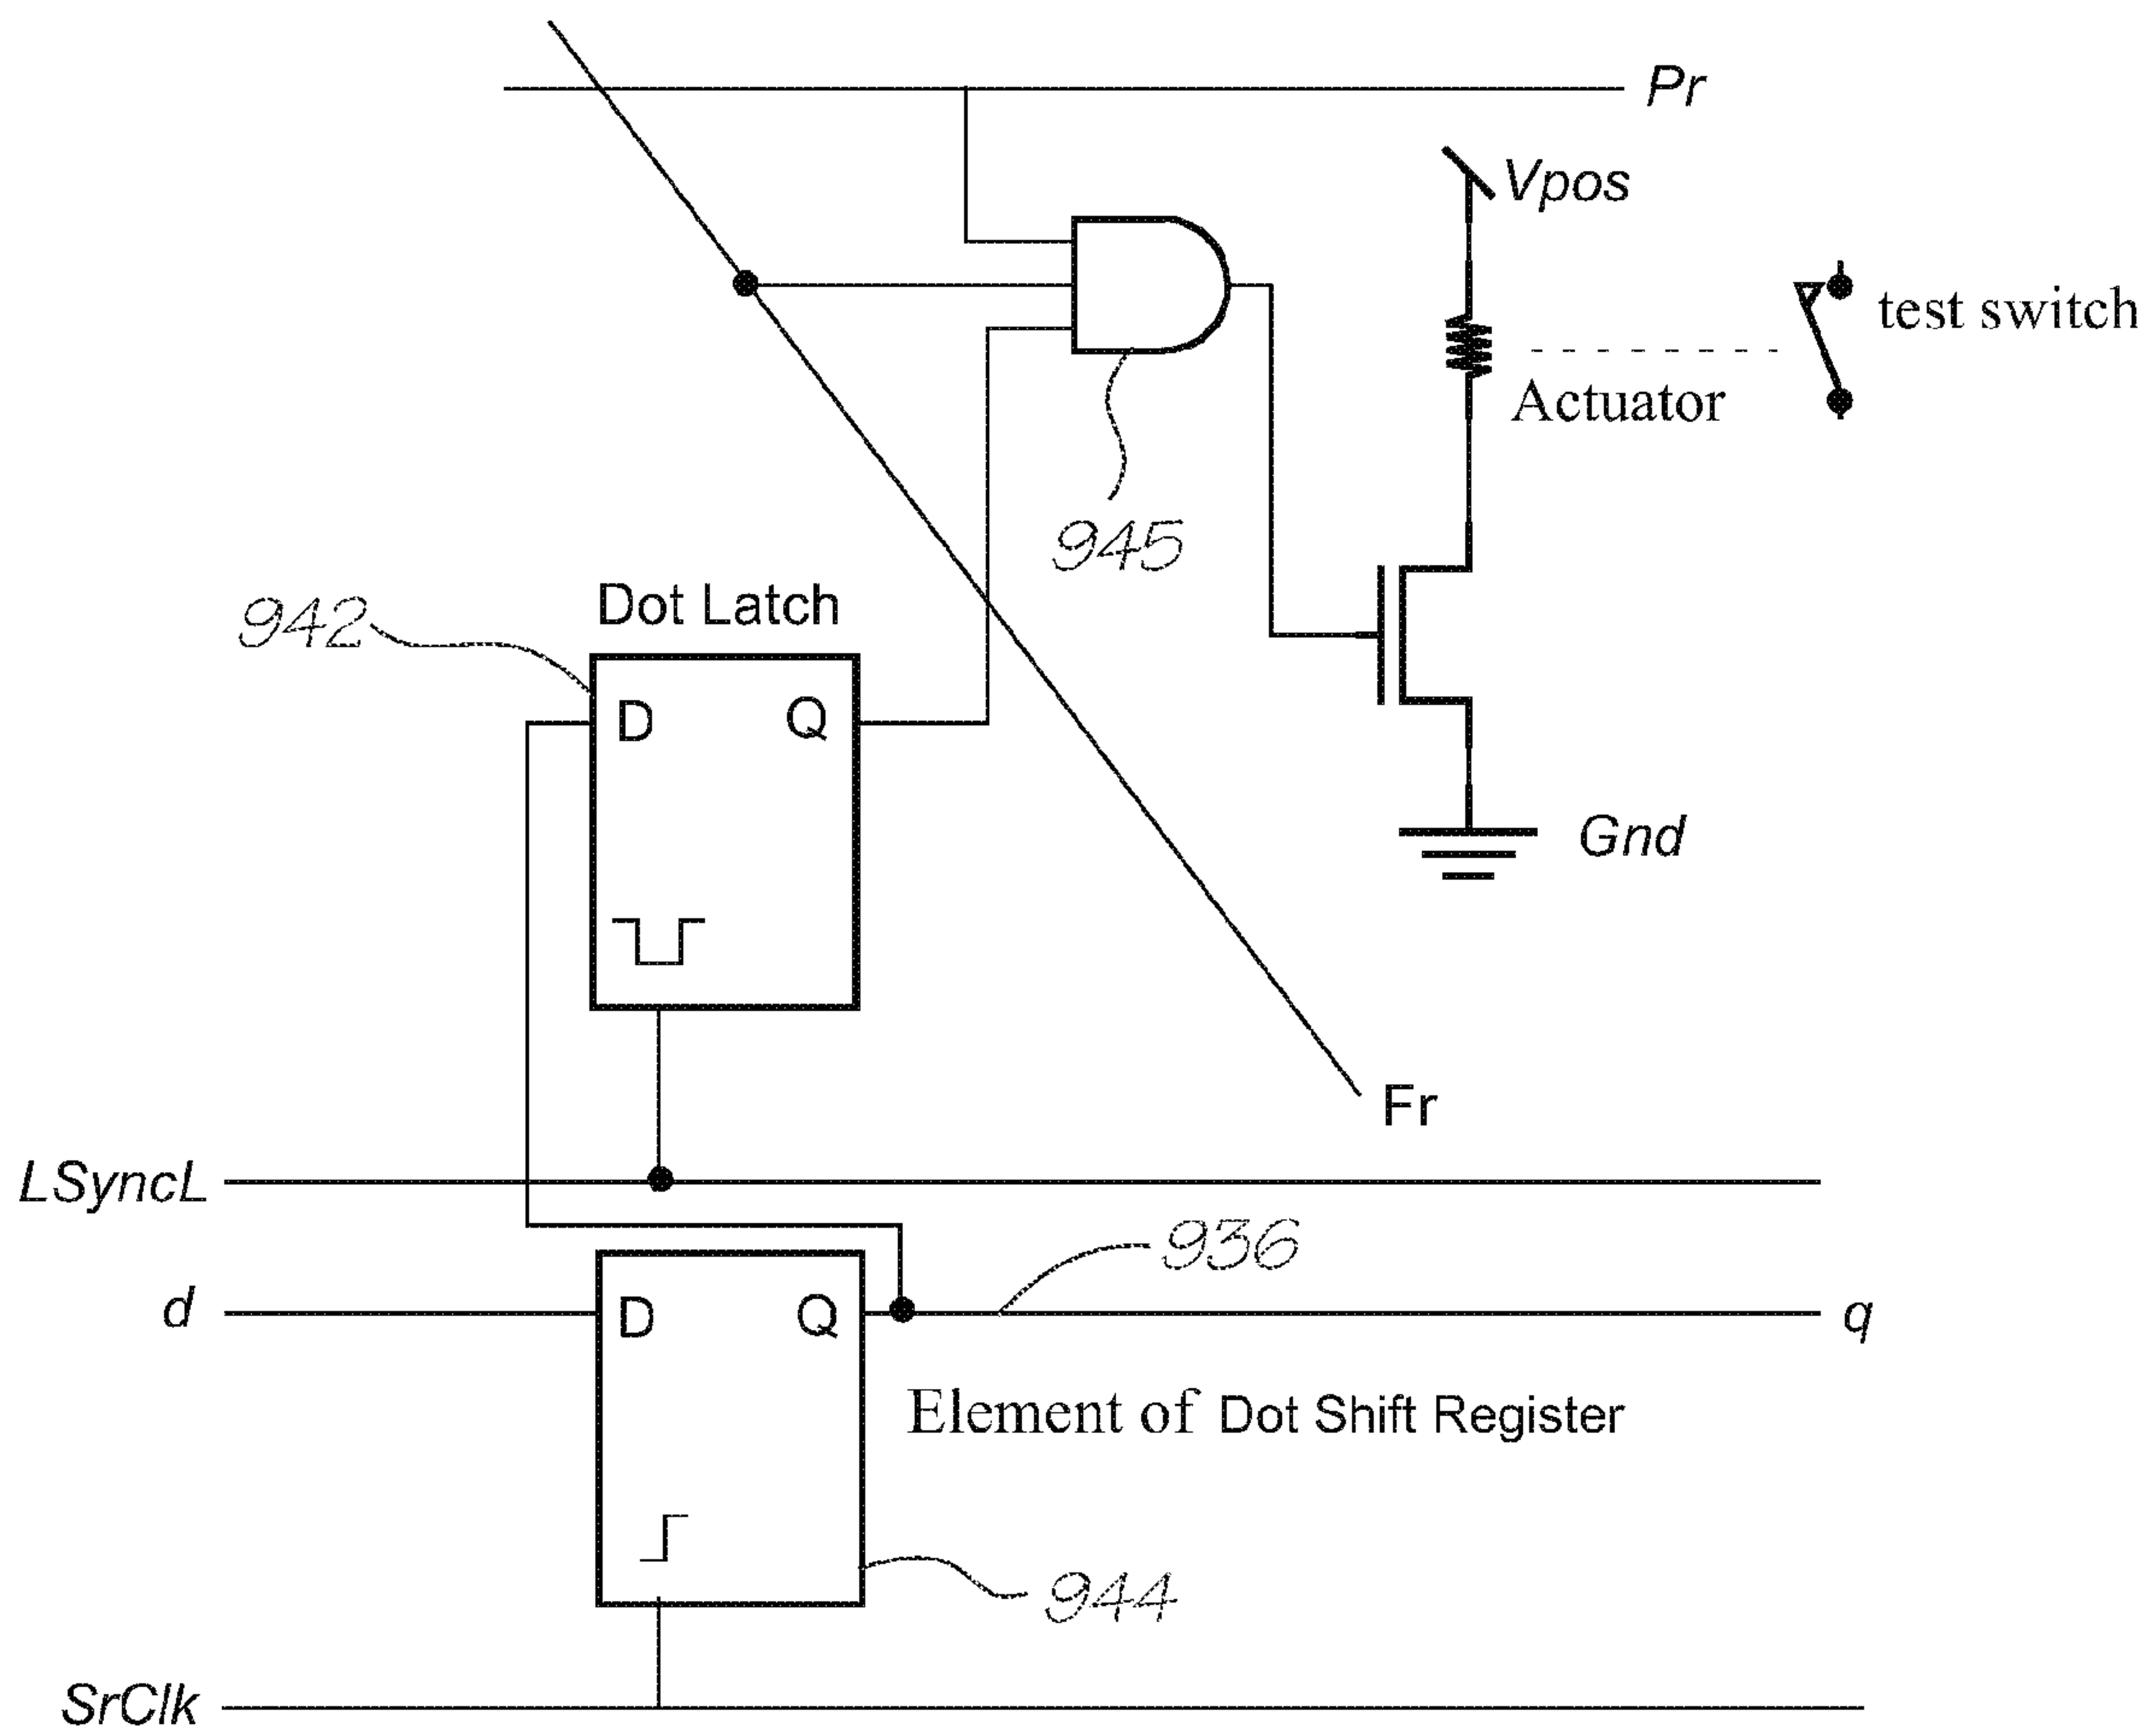 Pr
Vpos
test switch
Actuator
945
942
Dot Latch
D Q
Gnd
Fr
LSyncL
936
d
D Q
q
Element of Dot Shift Register
944
SrClk